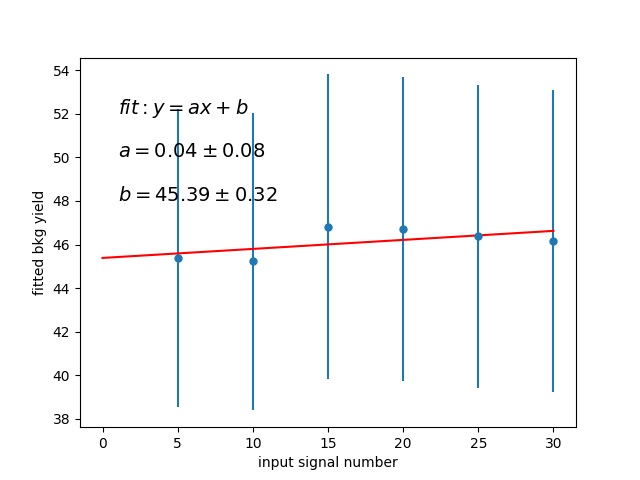 54
52
50
48
46
44
42
40
38
fitted bkg yield
fit : y = ax + b
a = 0.04 ± 0.08
b = 45.39 ± 0.32
0 5 10 15 20 25 30
input signal number